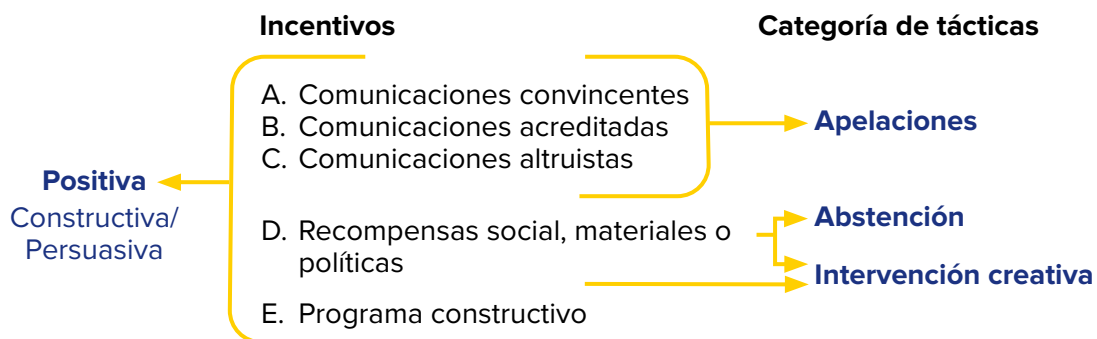 Incentivos
Categoría de tácticas
A. Comunicaciones convincentes
B. Comunicaciones acreditadas
C. Comunicaciones altruistas
Apelaciones
Positiva
Constructiva/
Persuasiva
D. Recompensas social, materiales o
políticas
Abstención
Intervención creativa
E. Programa constructivo